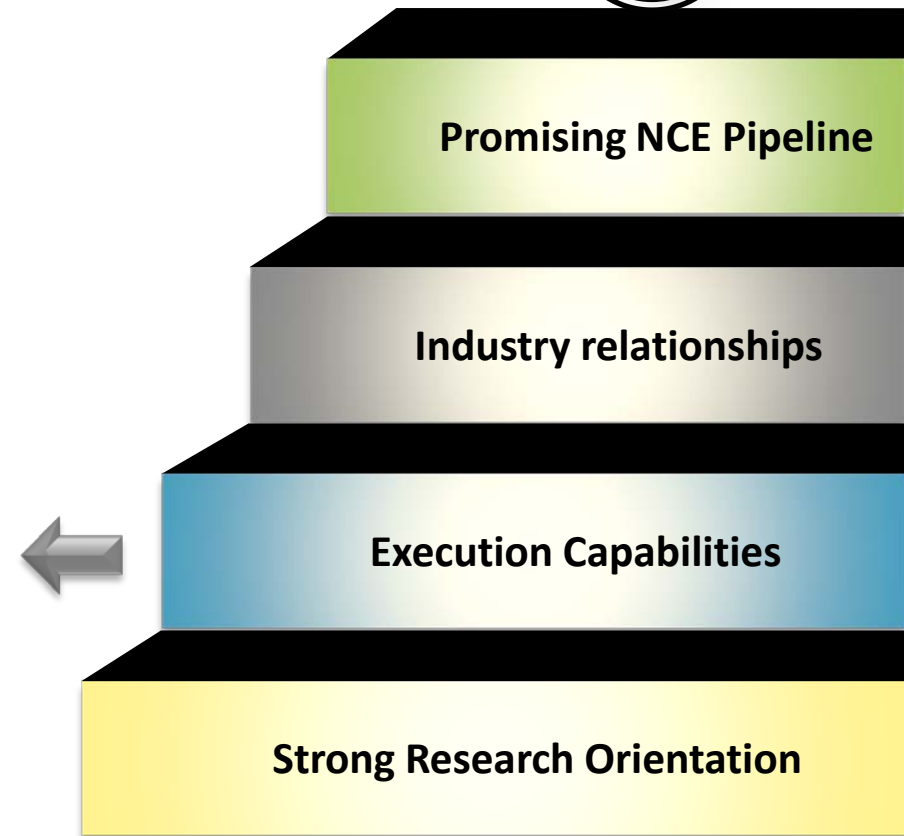 Promising NCE Pipeline
Industry relationships
Execution Capabilities
Strong Research Orientation